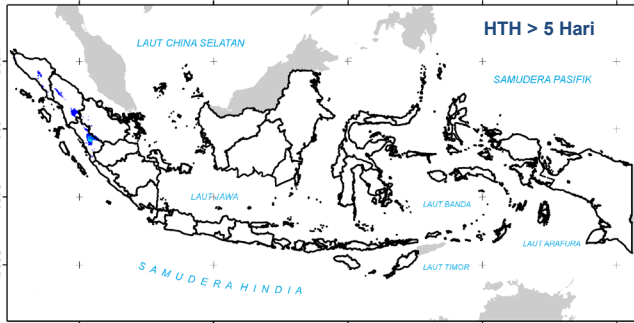 HTH > 5 Hari
LAUT CHINA SELATAN
SAMUDERA PASIFIK
LAUT JAWA
LAUT BANDA
LAUT ARAFURA
LAUT TIMOR
SAMUDERA HINDIA